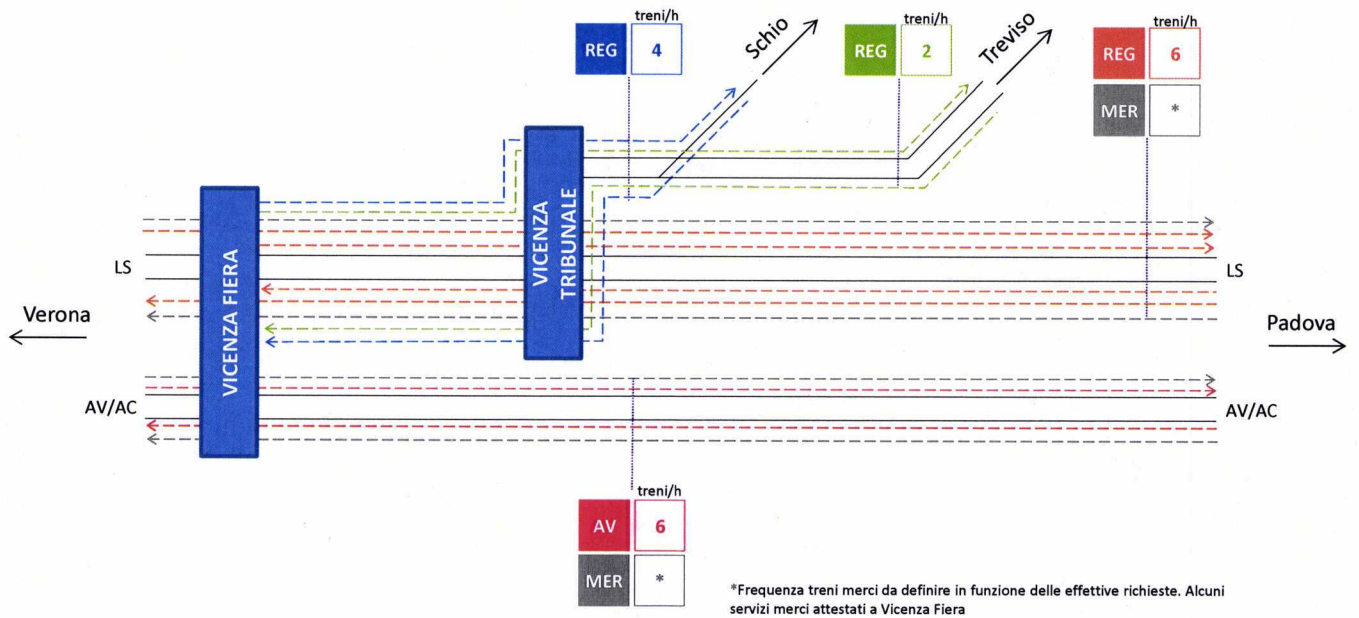 treni/h
REG 4
Schio
treni/h
REG 2
Treviso
treni/h
REG 6
MER *
VICENZA FIERA
VICENZA TRIBUNALE
LS
LS
Verona
Padova
AV/AC
AV/AC
treni/h
AV 6
MER *
*Frequenza treni merci da definire in funzione delle effettive richieste. Alcuni
servizi merci attestati a Vicenza Fiera